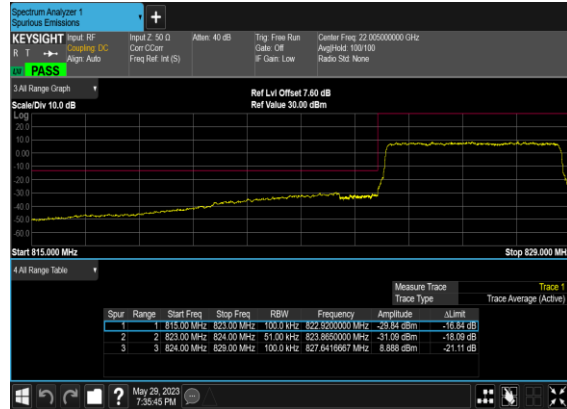 Spectrum Analyzer 1
Spurious Emissions
+
KEYSIGHT Input: RF Input Z: 50 Ω Atten: 40 dB Trig: Free Run Center Freq: 22.005000000 GHz
R T Coupling: DC Corr CCorr Gate: Off Avg|Hold: 100/100
Align: Auto Freq Ref: Int (S) IF Gain: Low Radio Std: None
PASS
3 All Range Graph
Ref Lvl Offset 7.60 dB
Scale/Div 10.0 dB Ref Value 30.00 dBm
Log
20.0
10.0
0.00
-10.0
-20.0
-30.0
-40.0
-50.0
-60.0
Start 815.000 MHz Stop 829.000 MH
4 All Range Table
Measure Trace Trace 1
Trace Type Trace Average (Active)
Spur Range Start Freq Stop Freq RBW Frequency Amplitude ΔLimit
1 1 815.00 MHz 823.00 MHz 100.0 kHz 822.9200000 MHz -29.84 dBm -16.84 dB
2 2 823.00 MHz 824.00 MHz 51.00 kHz 823.8650000 MHz -31.09 dBm -18.09 dB
3 3 824.00 MHz 829.00 MHz 100.0 kHz 827.6416667 MHz 8.888 dBm -21.11 dB
? May 29, 2023
7:35:45 PM